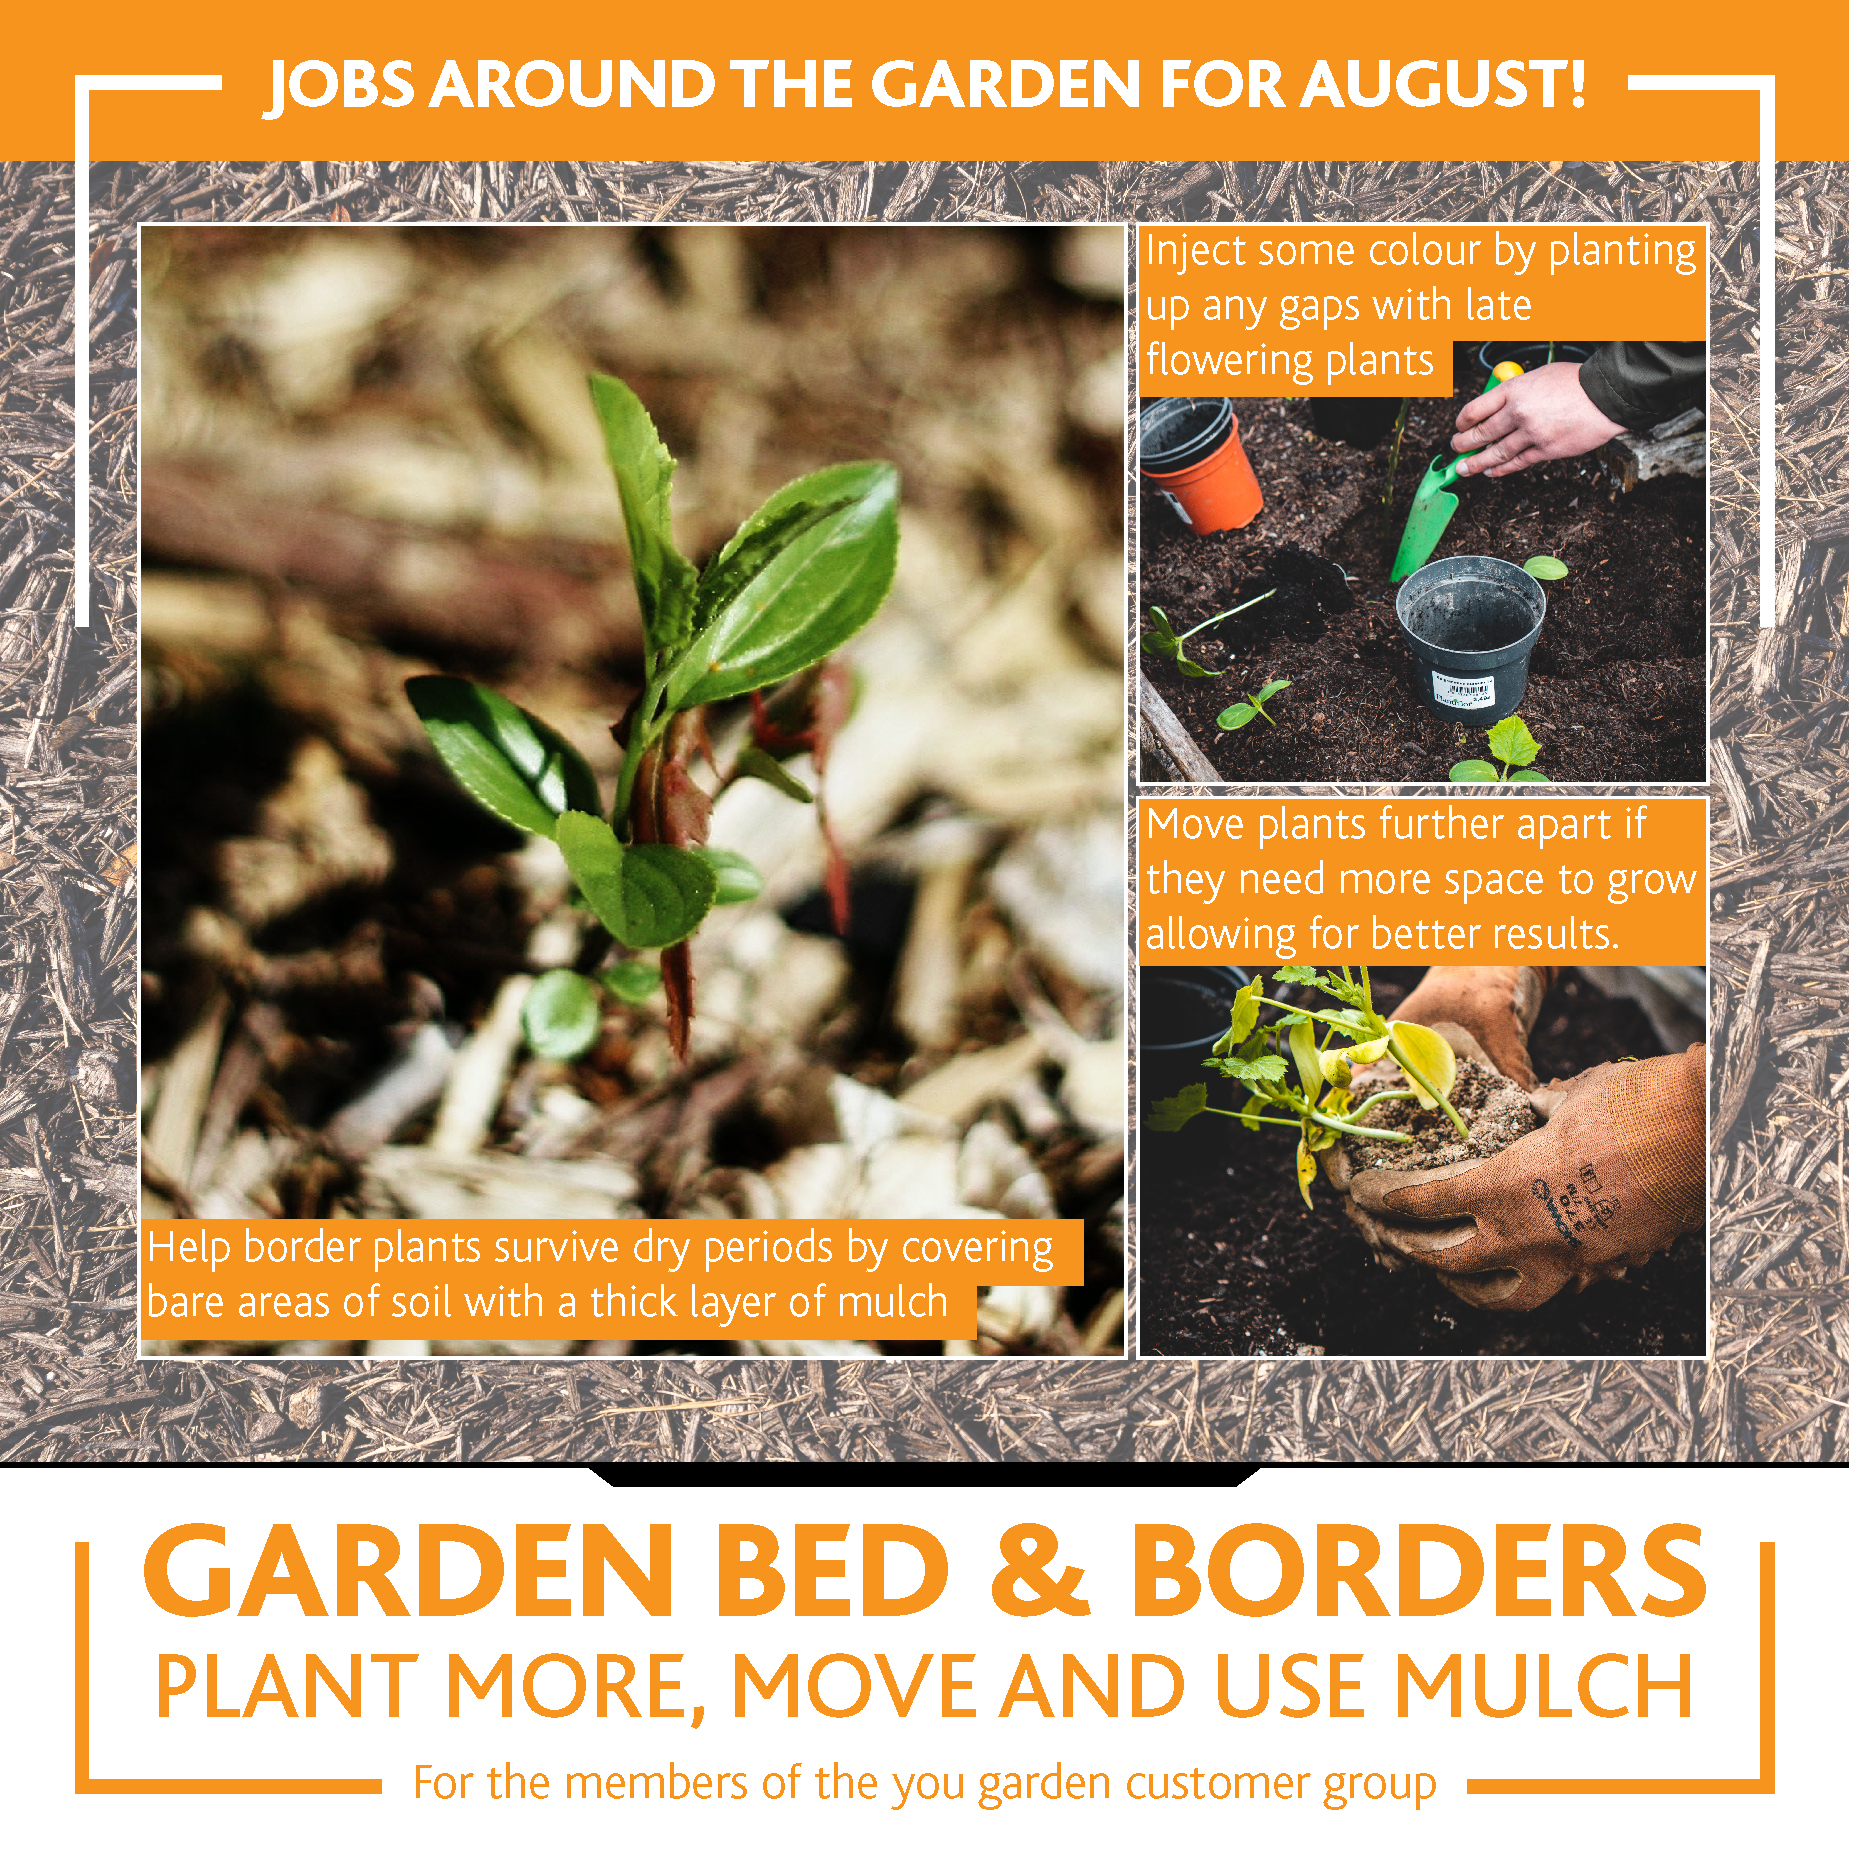 JOBS AROUND THE GARDEN FOR AUGUST!
Inject some colour by planting
up any gaps with late
flowering plants
Move plants further apart if
they need more space to grow
allowing for better results.
Help border plants survive dry periods by covering
bare areas of soil with a thick layer of mulch
GARDEN BED & BORDERS
PLANT MORE, MOVE AND USE MULCH
For the members of the you garden customer group